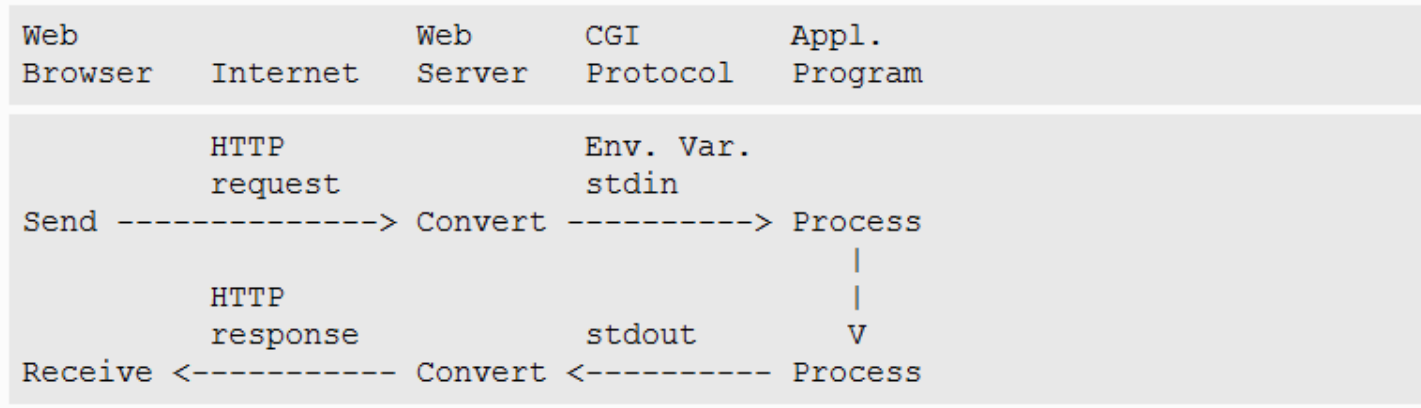 Web                  Web      CGI        Appl.
Browser   Internet   Server   Protocol   Program
          HTTP                Env. Var.
          request             stdin
Send --------------> Convert ----------> Process
                                            |
          HTTP                              |
          response            stdout        V
Receive <----------- Convert <---------- Process